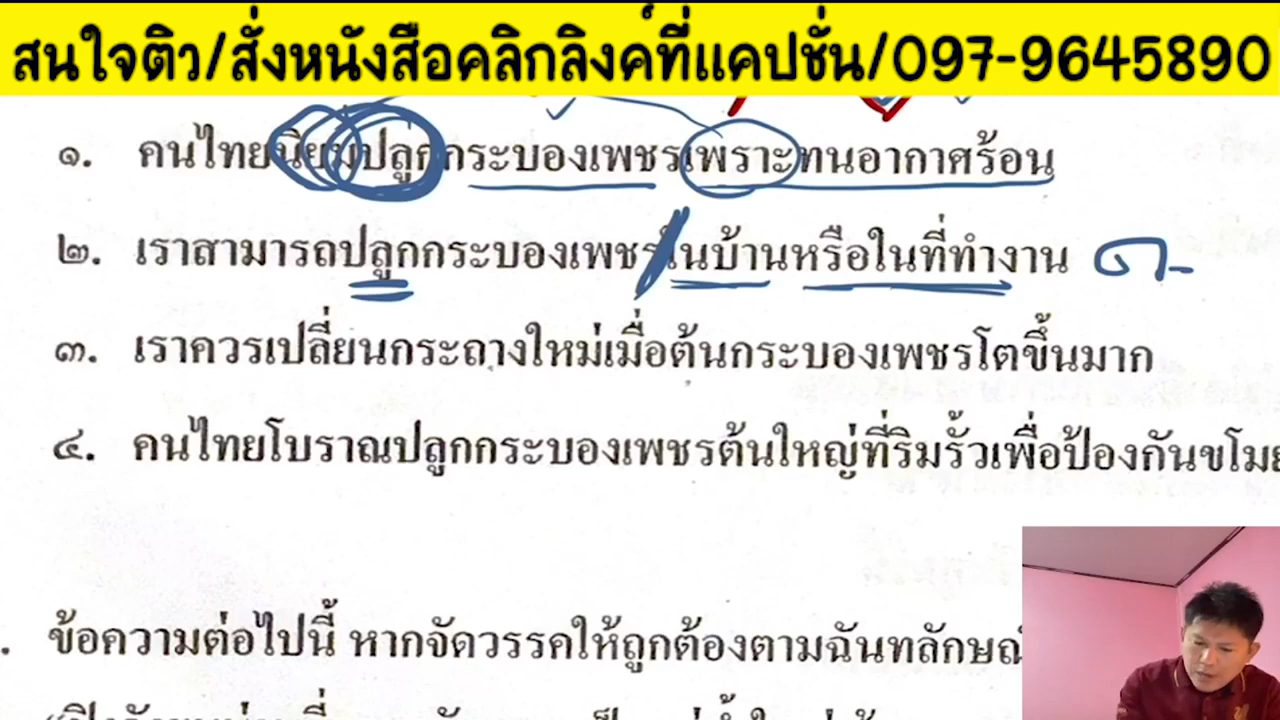 สนใจติว/สั่งหนังสือคลิกลิงค์ที่แคปชั่น/097-9645890
๑. คนไทยนิยมปลูกกระบองเพชรเพราะทนอากาศร้อน
๒. เราสามารถปลูกกระบองเพชรในบ้านหรือในที่ทำงาน
๓. เราควรเปลี่ยนกระถางใหม่เมื่อต้นกระบองเพชรโตขึ้นมาก
๔. คนไทยโบราณปลูกกระบองเพชรต้นใหญ่ที่ริมรั้วเพื่อป้องกันขโมย
. ข้อความต่อไปนี้ หากจัดวรรคให้ถูกต้องตามฉันทลักษณ์